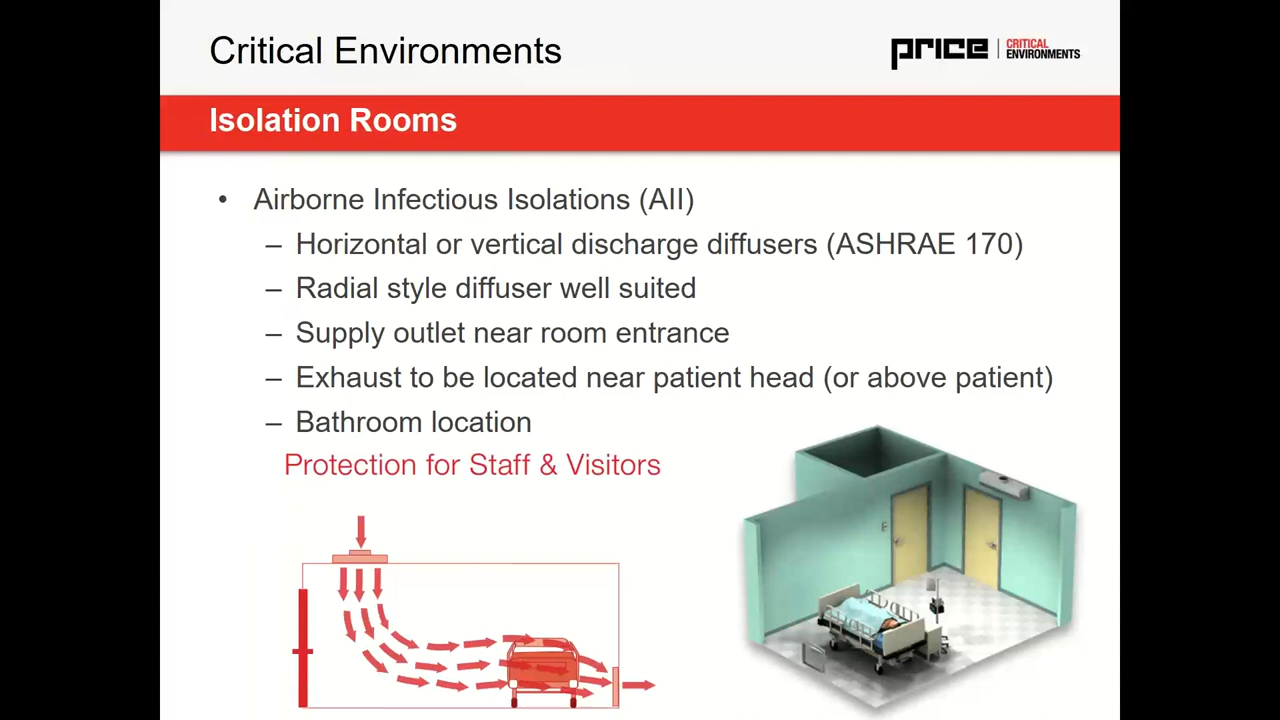 Critical Environments
price | CRITICAL ENVIRONMENTS
Isolation Rooms
• Airborne Infectious Isolations (AII)
– Horizontal or vertical discharge diffusers (ASHRAE 170)
– Radial style diffuser well suited
– Supply outlet near room entrance
– Exhaust to be located near patient head (or above patient)
– Bathroom location
Protection for Staff & Visitors